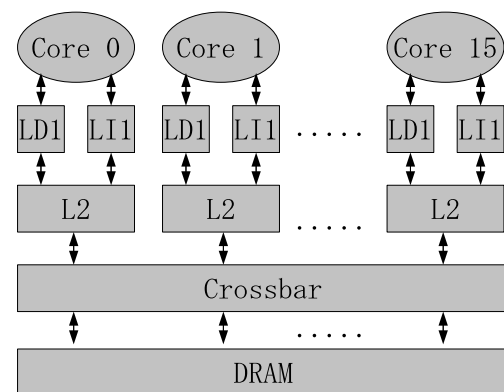 Core 0 Core 1 Core 15
LD1 LI1 LD1 LI1 ..... LD1 LI1
L2 L2 ..... L2
Crossbar
.....
DRAM